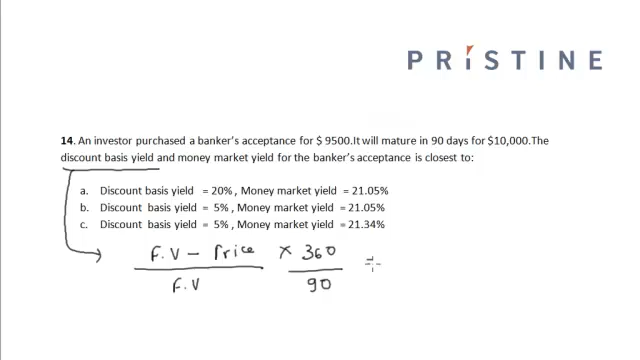 PRISTINE
14. An investor purchased a banker's acceptance for $ 9500.It will mature in 90 days for $10,000.The
discount basis yield and money market yield for the banker's acceptance is closest to:
a. Discount basis yield = 20% , Money market yield = 21.05%
b. Discount basis yield = 5% , Money market yield = 21.05%
c. Discount basis yield = 5% , Money market yield = 21.34%
F.V - Price × 360
F.V 90